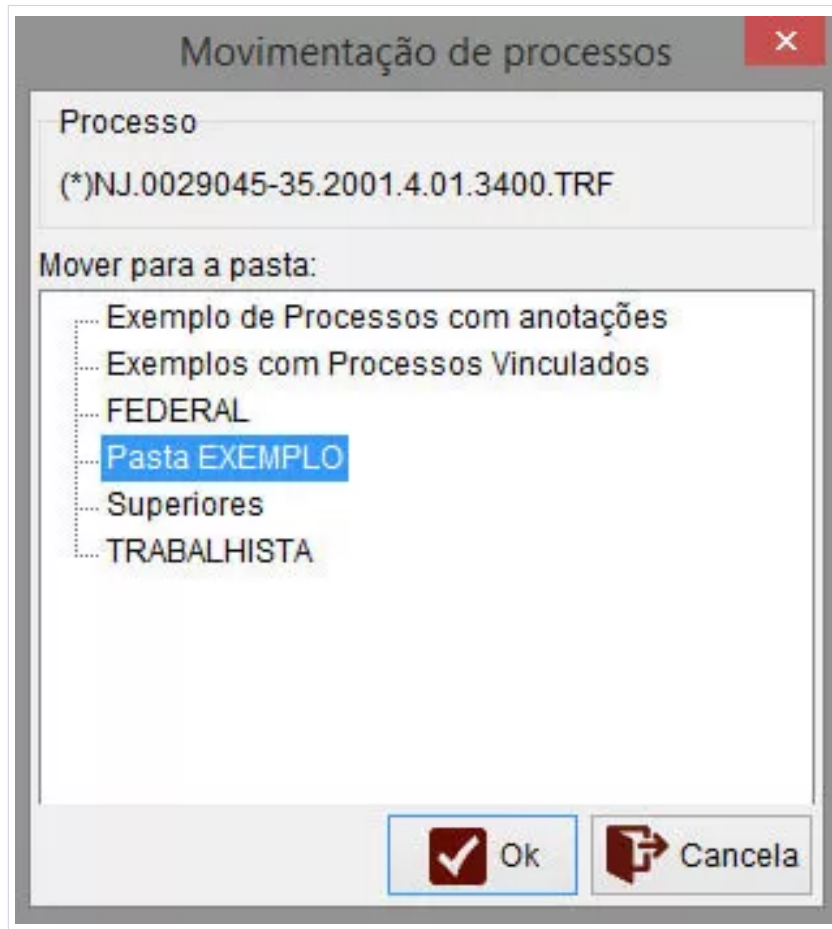 Movimentação de processos
Processo
(*)NJ.0029045-35.2001.4.01.3400.TRF
Mover para a pasta:
Exemplo de Processos com anotações
Exemplos com Processos Vinculados
FEDERAL
Pasta EXEMPLO
Superiores
TRABALHISTA
Ok Cancela